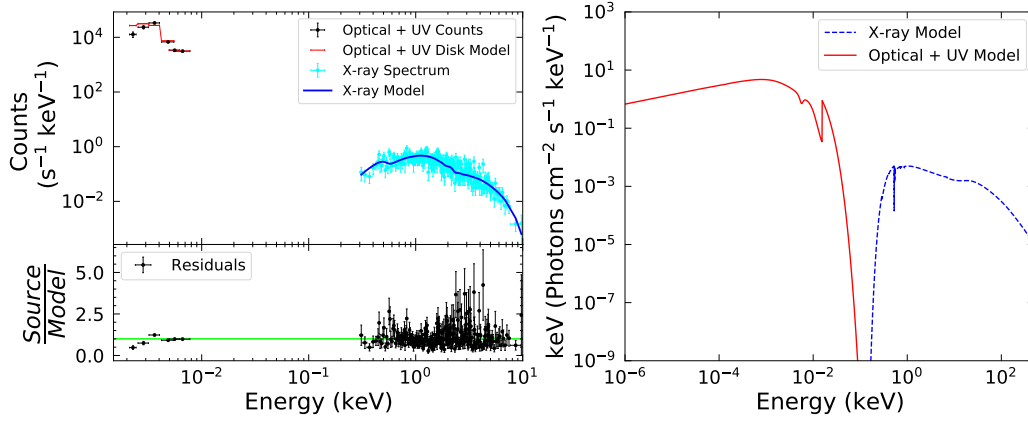 Counts
(s⁻¹ keV⁻¹)
10⁴
10²
10⁰
10⁻²
Optical + UV Counts
Optical + UV Disk Model
X-ray Spectrum
X-ray Model
Source
Model
5.0
2.5
0.0
Residuals
10⁻²
10⁻¹
10⁰
10¹
Energy (keV)
keV (Photons cm⁻² s⁻¹ keV⁻¹)
10³
10¹
10⁻¹
10⁻³
10⁻⁵
10⁻⁷
10⁻⁹
X-ray Model
Optical + UV Model
10⁻⁶
10⁻⁴
10⁻²
10⁰
10²
Energy (keV)